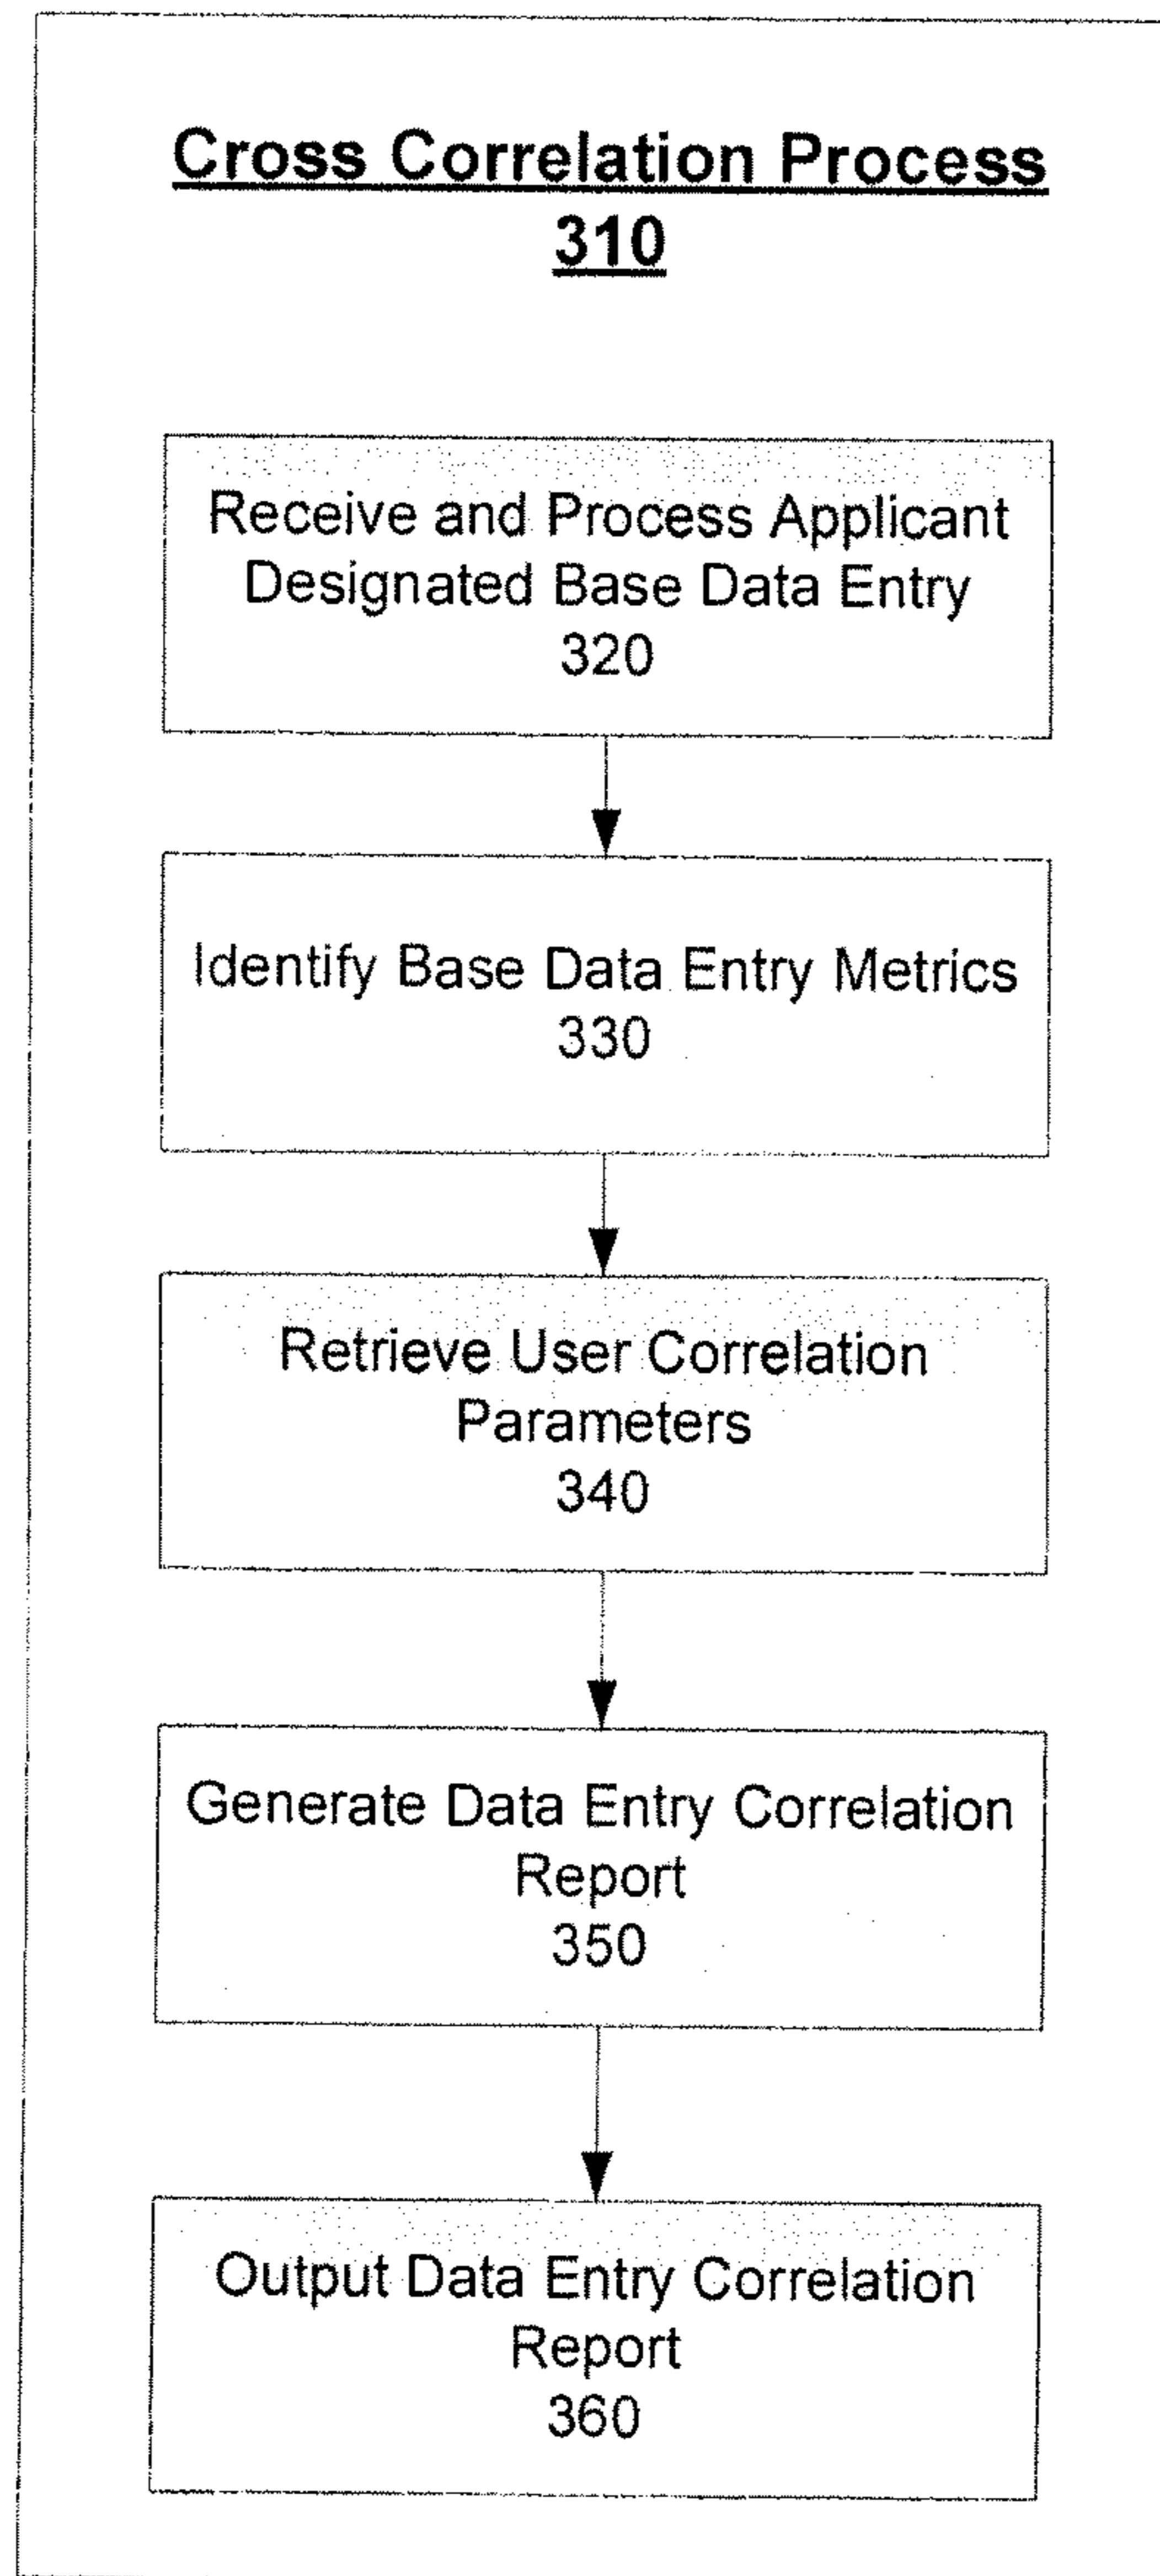 Cross Correlation Process
310
Receive and Process Applicant
Designated Base Data Entry
320
Identify Base Data Entry Metrics
330
Retrieve User Correlation
Parameters
340
Generate Data Entry Correlation
Report
350
Output Data Entry Correlation
Report
360